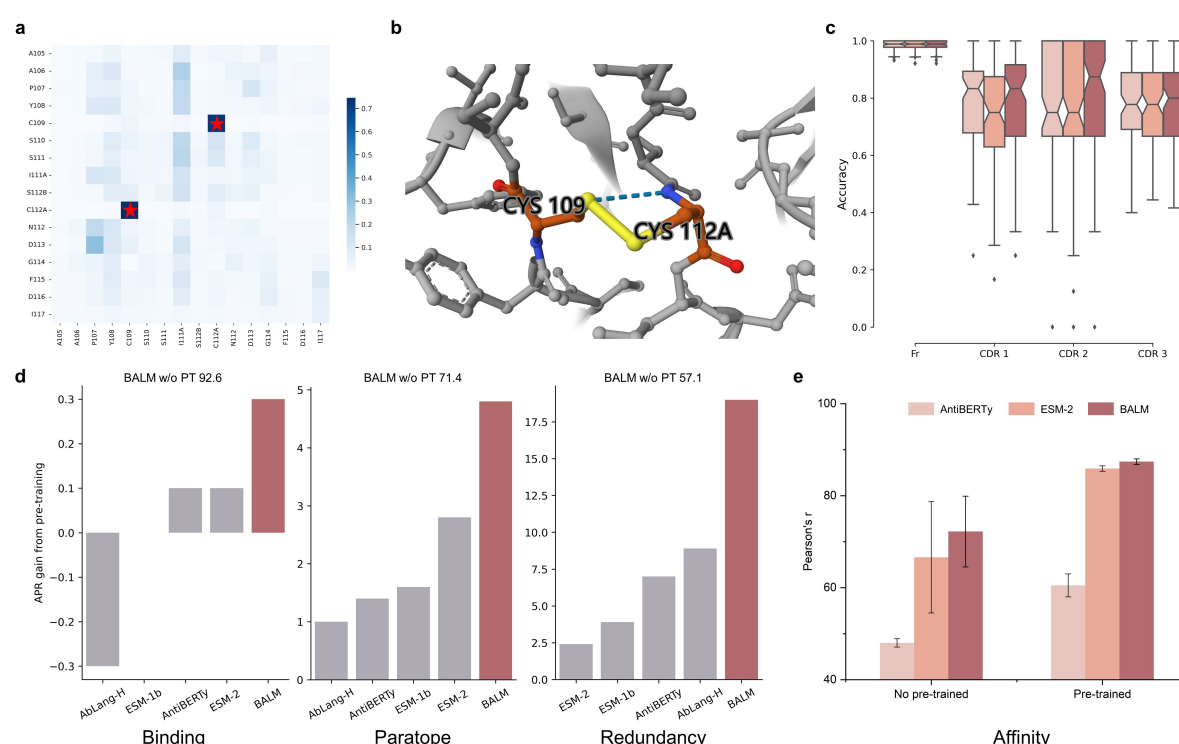 a
A105
A106
P107
Y108
C109
S110
S111
I111A
S112B
C112A
N112
D113
G114
F115
D116
I117
A105
A106
P107
Y108
C109
S110
S111
I111A
S112B
C112A
N112
D113
G114
F115
D116
I117
0.7
0.6
0.5
0.4
0.3
0.2
0.1
b
CYS 109
CYS 112A
c
Accuracy
1.0
0.8
0.6
0.4
0.2
0.0
Fr
CDR 1
CDR 2
CDR 3
d
BALM w/o PT 92.6
APR gain from pre-training
0.3
0.2
0.1
0.0
−0.1
−0.2
−0.3
AbLang-H
ESM-1b
AntiBERTy
ESM-2
BALM
Binding
BALM w/o PT 71.4
5
4
3
2
1
0
AbLang-H
AntiBERTy
ESM-1b
ESM-2
BALM
Paratope
BALM w/o PT 57.1
17.5
15.0
12.5
10.0
7.5
5.0
2.5
0.0
ESM-2
ESM-1b
AntiBERTy
AbLang-H
BALM
Redundancy
e
AntiBERTy
ESM-2
BALM
Pearson's r
100
80
60
40
No pre-trained
Pre-trained
Affinity